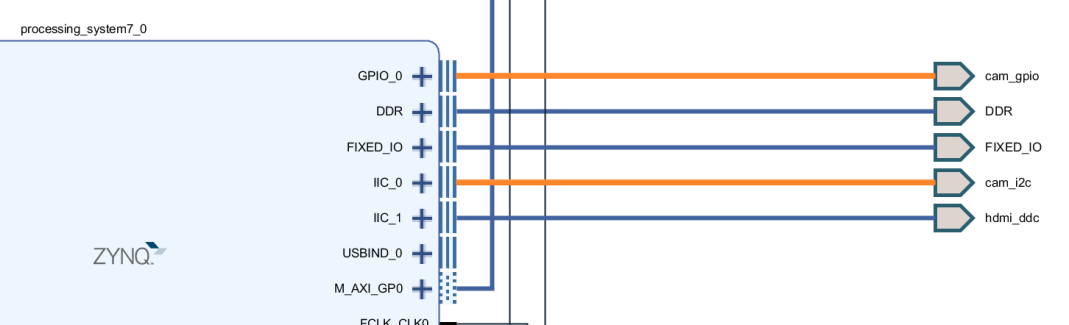 processing_system7_0
GPIO_0 cam_gpio
DDR DDR
FIXED_IO FIXED_IO
IIC_0 cam_i2c
IIC_1 hdmi_ddc
USBIND_0
ZYNQ.
M_AXI_GP0
FCLK_CLK0